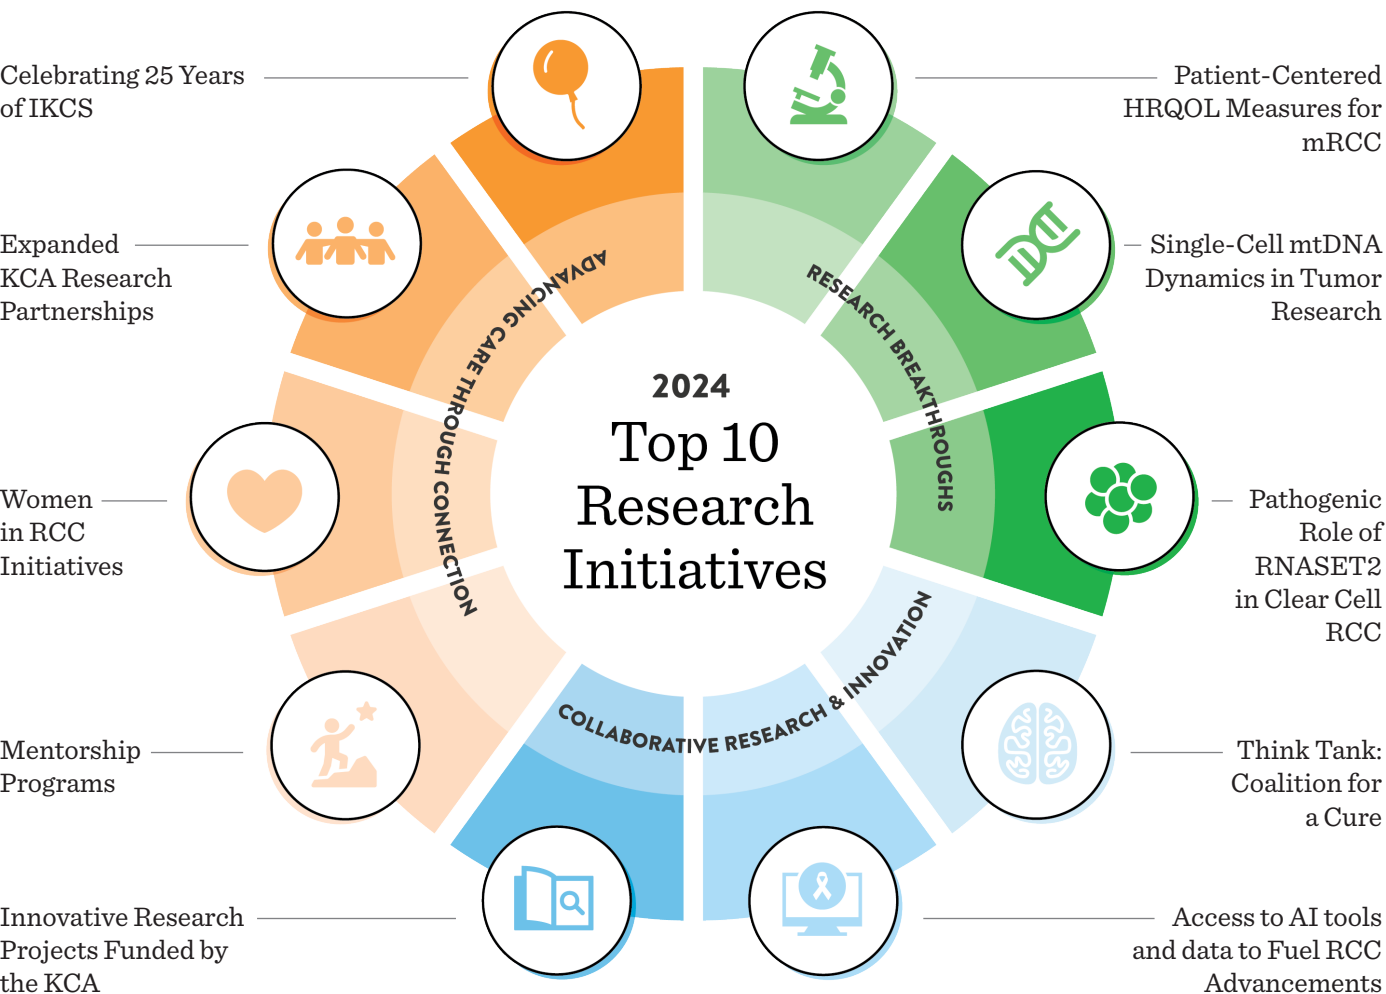 2024
Top 10
Research
Initiatives
RESEARCH BREAKTHROUGHS
Patient-Centered
HRQOL Measures for
mRCC
Single-Cell mtDNA
Dynamics in Tumor
Research
Pathogenic
Role of
RNASET2
in Clear Cell
RCC
COLLABORATIVE RESEARCH & INNOVATION
Think Tank:
Coalition for
a Cure
Access to AI tools
and data to Fuel RCC
Advancements
Innovative Research
Projects Funded by
the KCA
ADVANCING CARE THROUGH CONNECTION
Mentorship
Programs
Women
in RCC
Initiatives
Expanded
KCA Research
Partnerships
Celebrating 25 Years
of IKCS